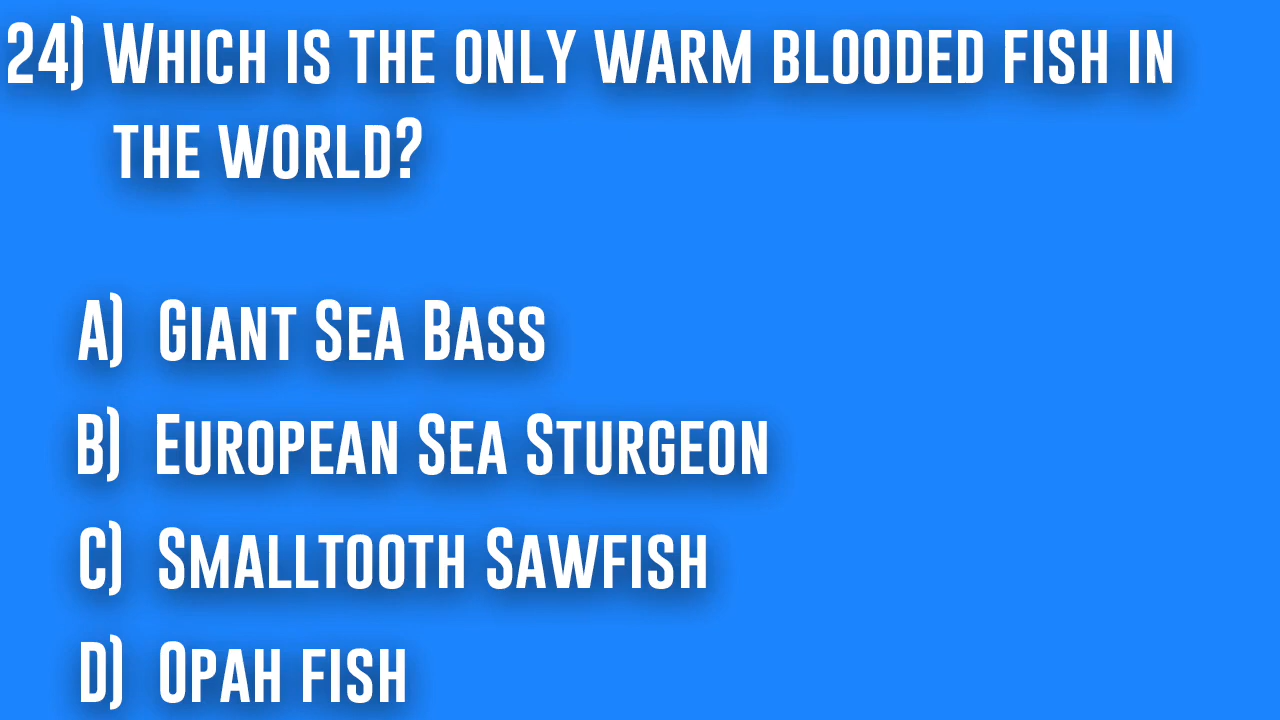 24) Which is the only warm blooded fish in
the world?
A) Giant Sea Bass
B) European Sea Sturgeon
C) Smalltooth Sawfish
D) Opah fish